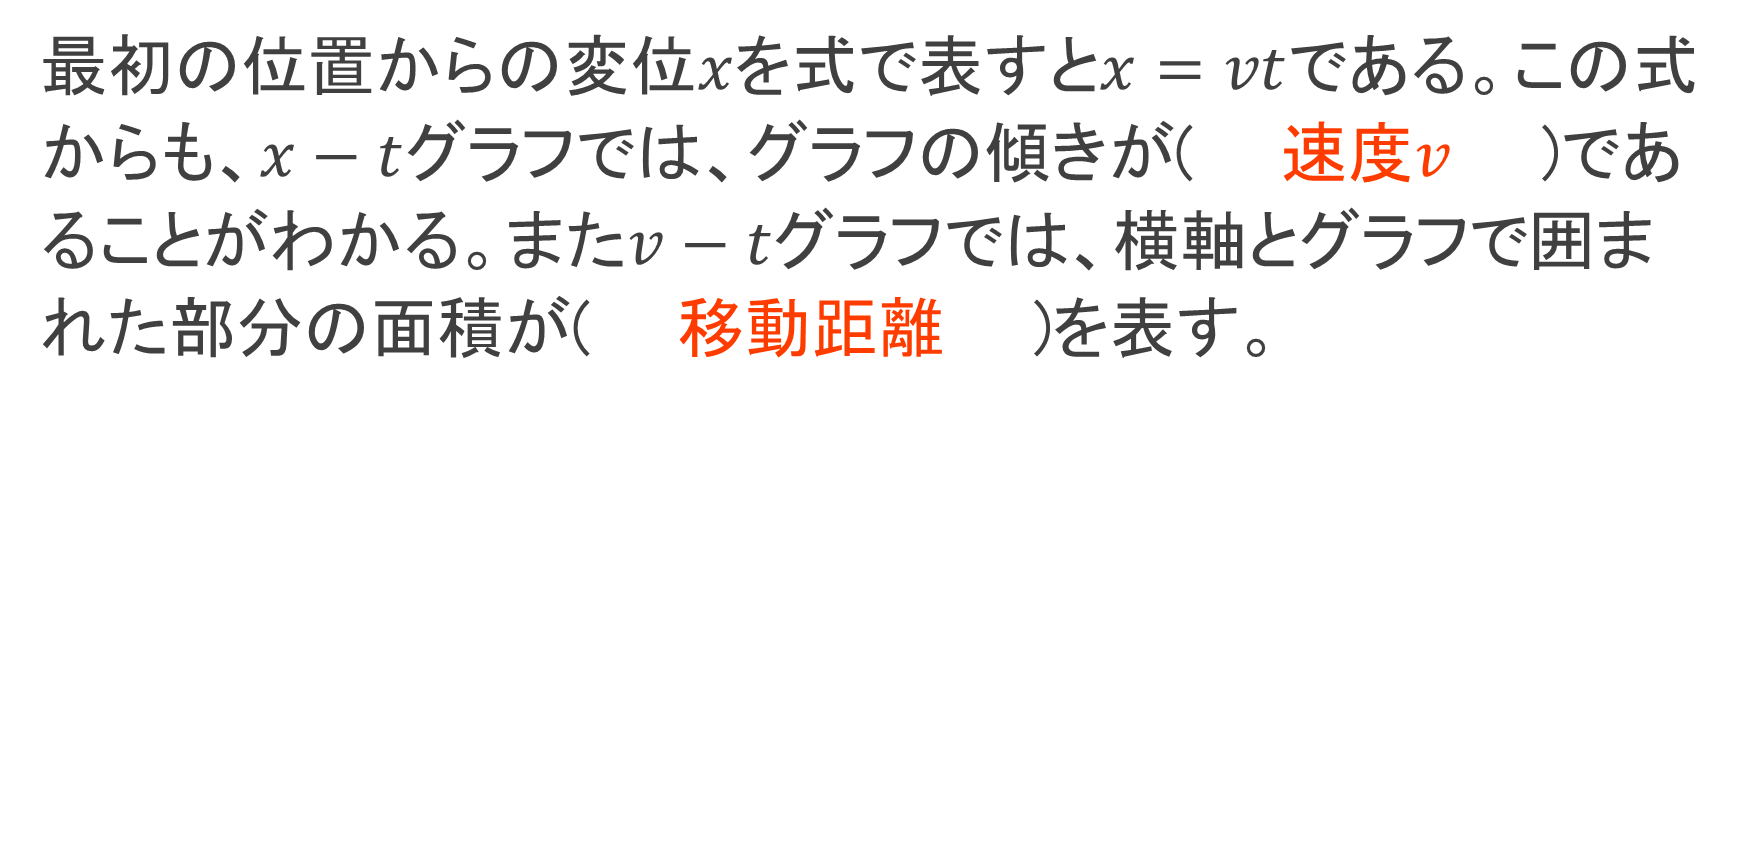 最初の位置からの変位xを式で表すとx = vtである。この式
からも、x − tグラフでは、グラフの傾きが(　速度v　)であ
ることがわかる。またv − tグラフでは、横軸とグラフで囲ま
れた部分の面積が(　移動距離　)を表す。